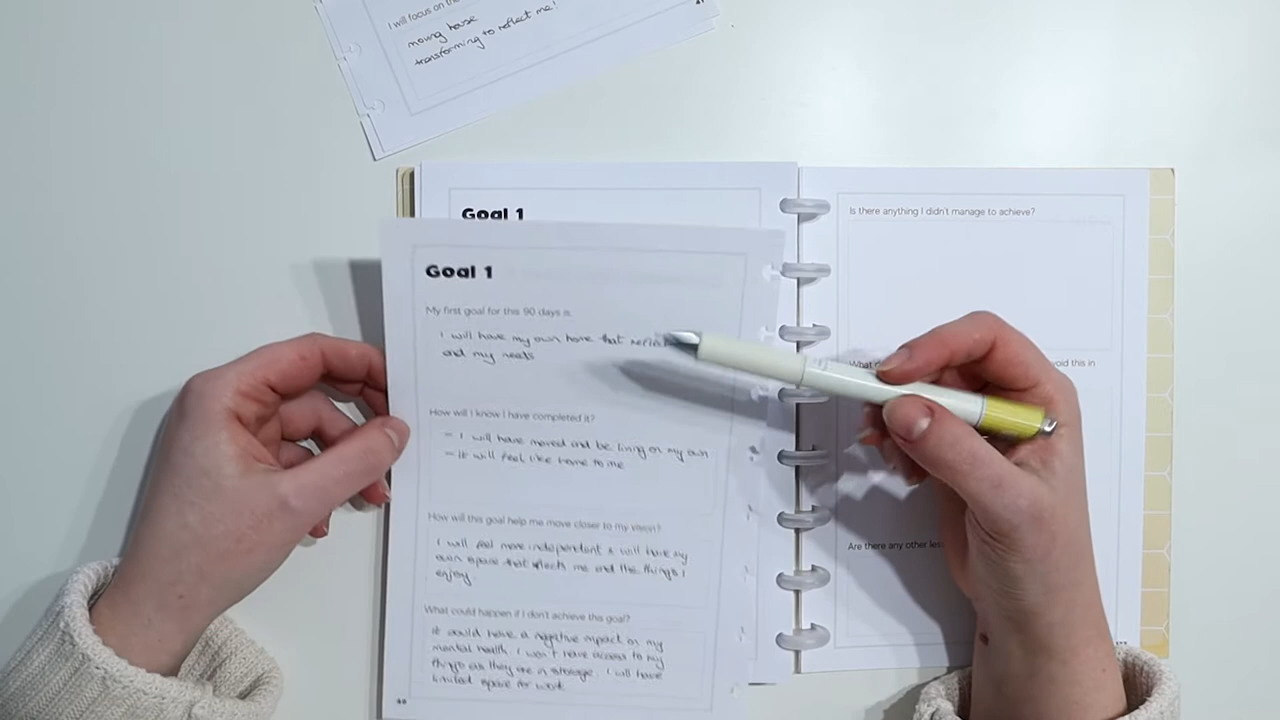 I will focus on the
moving house
transforming to reflect me!
Goal 1
Goal 1
My first goal for this 90 days is:
I will have my own home that
and my needs
How will I know I have completed it?
- I will have moved and be living on my own
- it will feel like home to me
How will this goal help me move closer to my vision?
I will feel more independent & will have my
own space that reflects me and the things I
enjoy
What could happen if I don't achieve this goal?
It would have a negative impact on my
mental health. I won't have access to my
things as they are in storage. I will have
limited space for work
Is there anything I didn't manage to achieve?
What
void this in
Are there any other